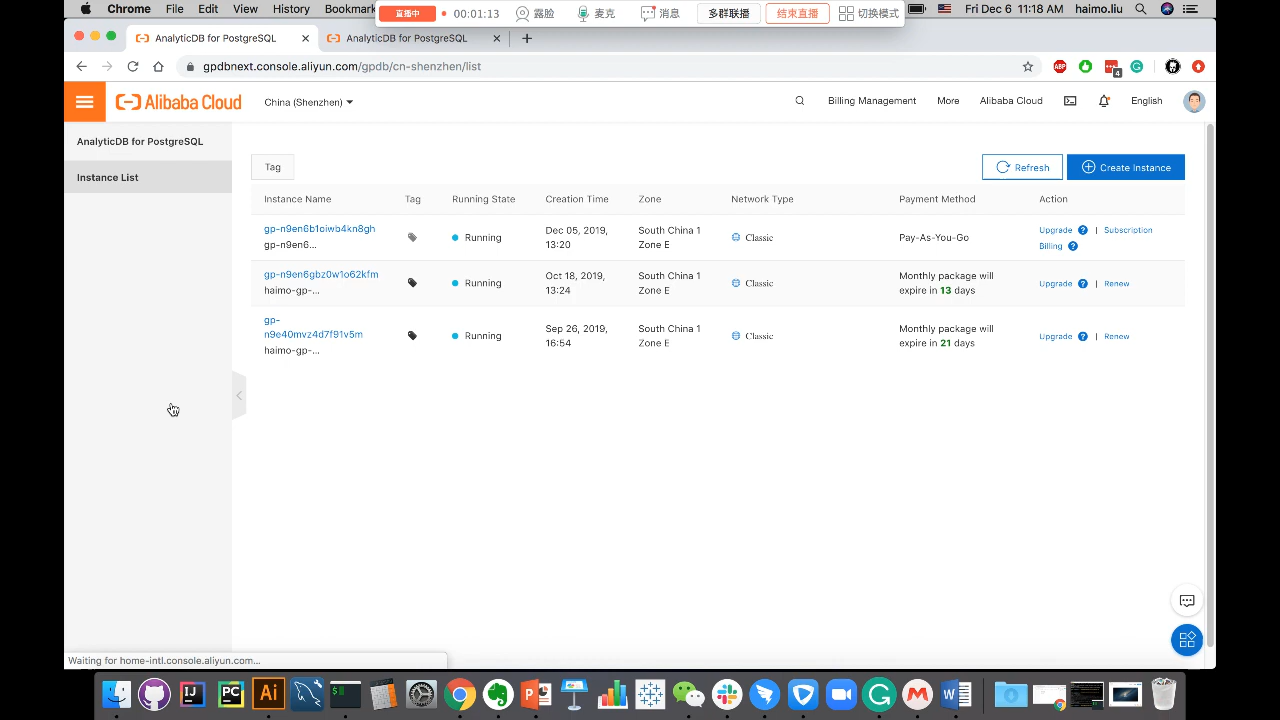 Chrome File Edit View History Bookmark
直播中 00:01:13 露脸 麦克 消息 多群联播 结束直播 切换模式
Fri Dec 6 11:18 AM haimo.liu
AnalyticDB for PostgreSQL
AnalyticDB for PostgreSQL
gpdbnext.console.aliyun.com/gpdb/cn-shenzhen/list
ABP
4
Alibaba Cloud
China (Shenzhen)
Billing Management More Alibaba Cloud English
AnalyticDB for PostgreSQL
Instance List
Tag
Refresh
Create Instance
Instance Name Tag Running State Creation Time Zone Network Type Payment Method Action
gp-n9en6b1oiwb4kn8gh
gp-n9en6...
Running
Dec 05, 2019,
13:20
South China 1
Zone E
Classic
Pay-As-You-Go
Upgrade ? | Subscription
Billing ?
gp-n9en6gbz0w1o62kfm
haimo-gp-...
Running
Oct 18, 2019,
13:24
South China 1
Zone E
Classic
Monthly package will
expire in 13 days
Upgrade ? | Renew
gp-
n9e40mvz4d7f91v5m
haimo-gp-...
Running
Sep 26, 2019,
16:54
South China 1
Zone E
Classic
Monthly package will
expire in 21 days
Upgrade ? | Renew
Waiting for home-intl.console.aliyun.com...
IJ PC Ai P W